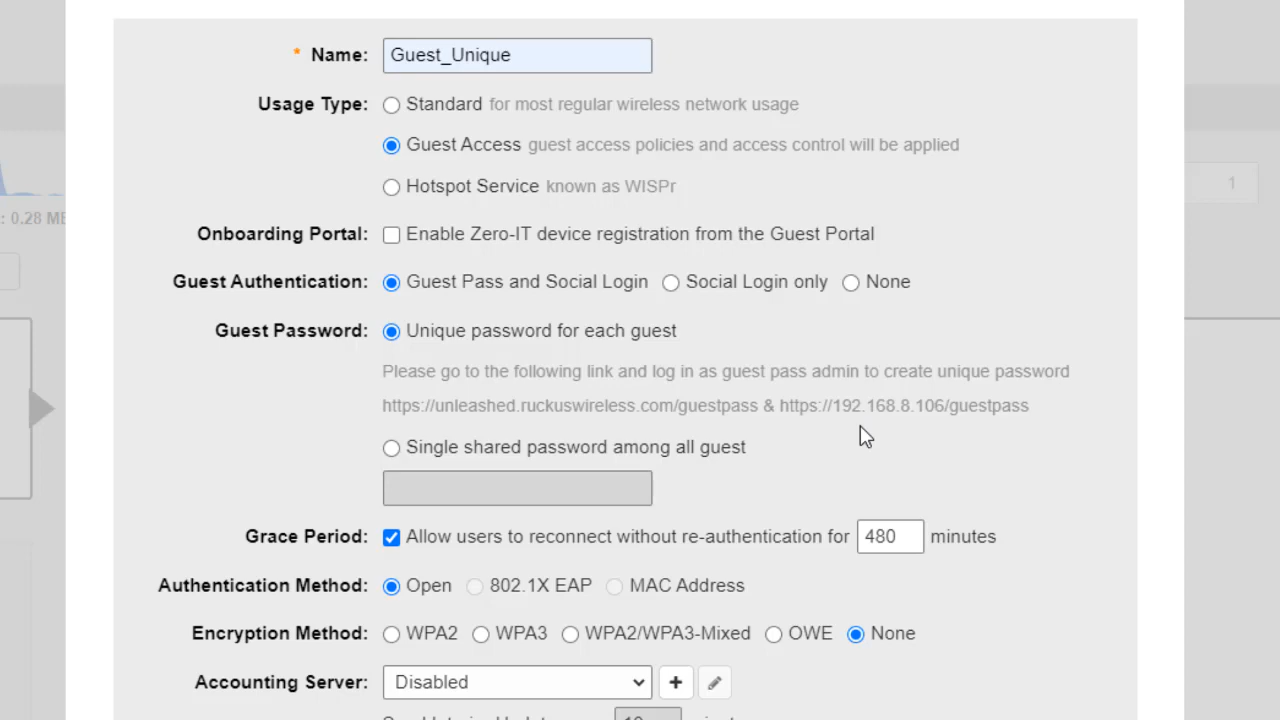 * Name: Guest_Unique
Usage Type: Standard for most regular wireless network usage
Guest Access guest access policies and access control will be applied
Hotspot Service known as WISPr
1
: 0.28 MB
Onboarding Portal: Enable Zero-IT device registration from the Guest Portal
Guest Authentication: Guest Pass and Social Login Social Login only None
Guest Password: Unique password for each guest
Please go to the following link and log in as guest pass admin to create unique password
https://unleashed.ruckuswireless.com/guestpass & https://192.168.8.106/guestpass
Single shared password among all guest
Grace Period: Allow users to reconnect without re-authentication for 480 minutes
Authentication Method: Open 802.1X EAP MAC Address
Encryption Method: WPA2 WPA3 WPA2/WPA3-Mixed OWE None
Accounting Server: Disabled